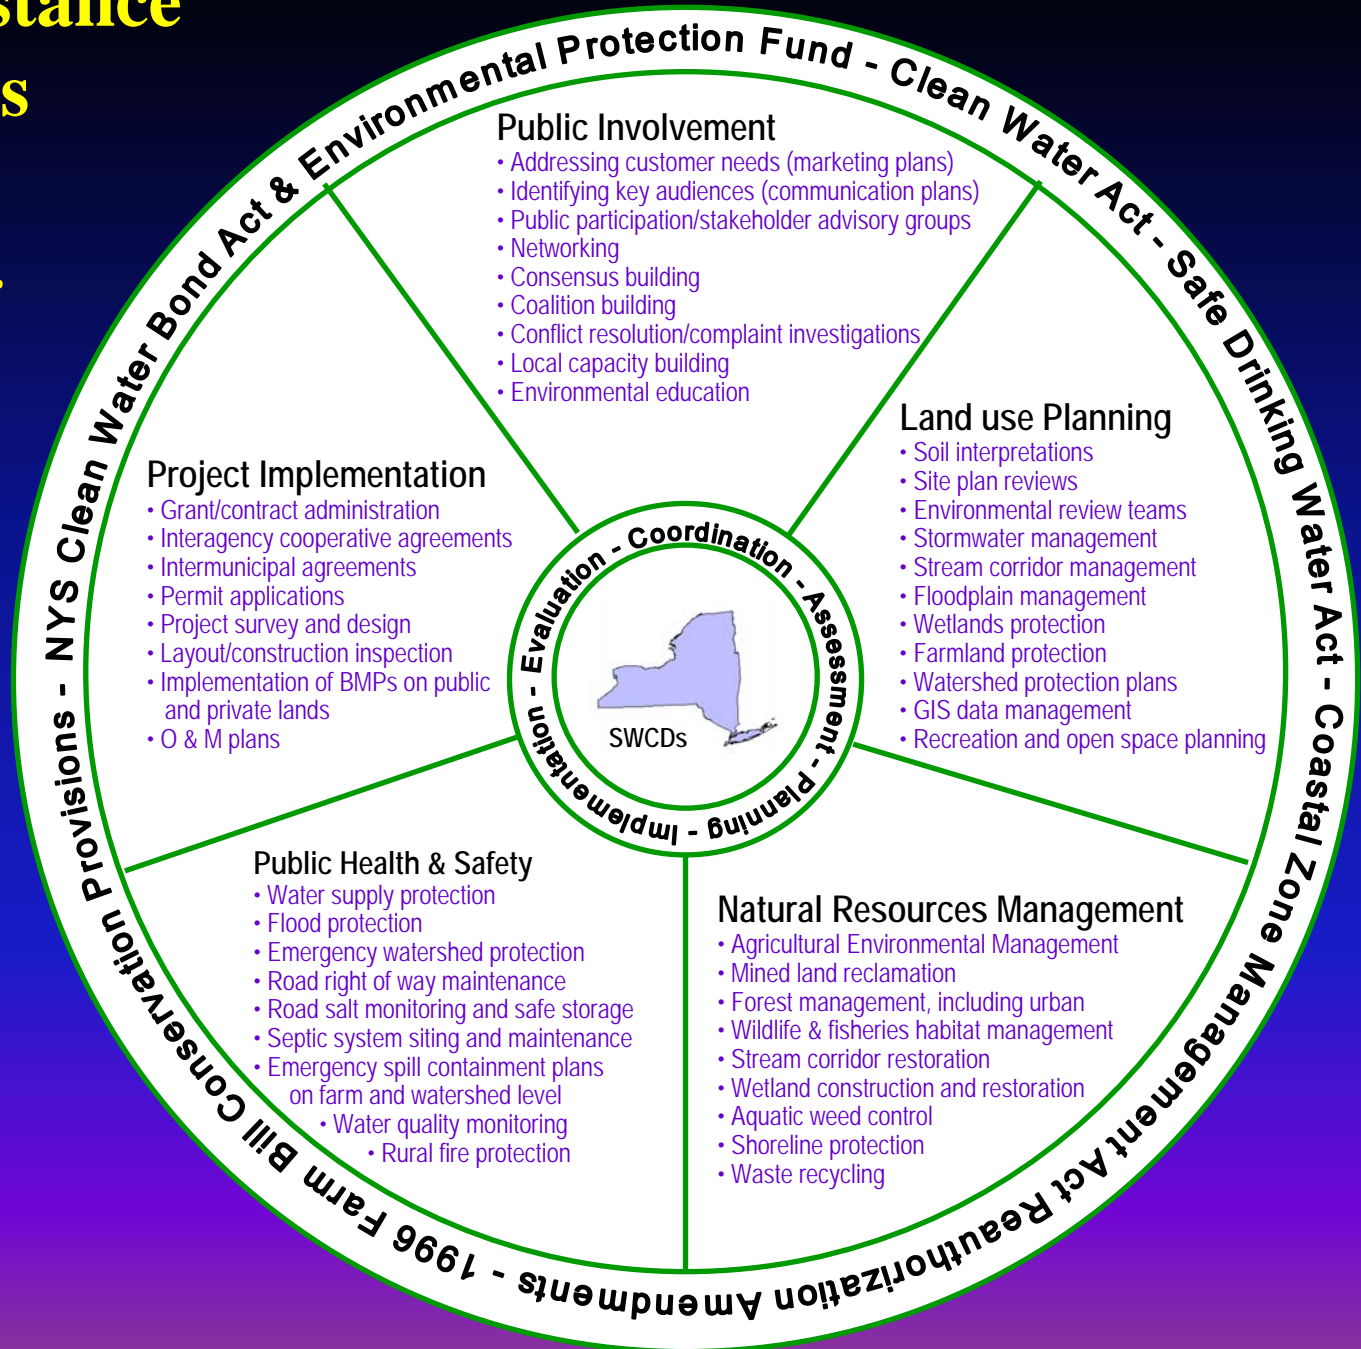 stance
s
.
NYS Clean Water Bond Act & Environmental Protection Fund - Clean Water Act - Safe Drinking Water Act - Coastal Zone Management Act Reauthorization Amendments - 1996 Farm Bill Conservation Provisions -
Public Involvement
• Addressing customer needs (marketing plans)
• Identifying key audiences (communication plans)
• Public participation/stakeholder advisory groups
• Networking
• Consensus building
• Coalition building
• Conflict resolution/complaint investigations
• Local capacity building
• Environmental education
Land use Planning
• Soil interpretations
• Site plan reviews
• Environmental review teams
• Stormwater management
• Stream corridor management
• Floodplain management
• Wetlands protection
• Farmland protection
• Watershed protection plans
• GIS data management
• Recreation and open space planning
Project Implementation
• Grant/contract administration
• Interagency cooperative agreements
• Intermunicipal agreements
• Permit applications
• Project survey and design
• Layout/construction inspection
• Implementation of BMPs on public
and private lands
• O & M plans
Coordination - Assessment - Planning - Implementation - Evaluation -
SWCDs
Public Health & Safety
• Water supply protection
• Flood protection
• Emergency watershed protection
• Road right of way maintenance
• Road salt monitoring and safe storage
• Septic system siting and maintenance
• Emergency spill containment plans
on farm and watershed level
• Water quality monitoring
• Rural fire protection
Natural Resources Management
• Agricultural Environmental Management
• Mined land reclamation
• Forest management, including urban
• Wildlife & fisheries habitat management
• Stream corridor restoration
• Wetland construction and restoration
• Aquatic weed control
• Shoreline protection
• Waste recycling